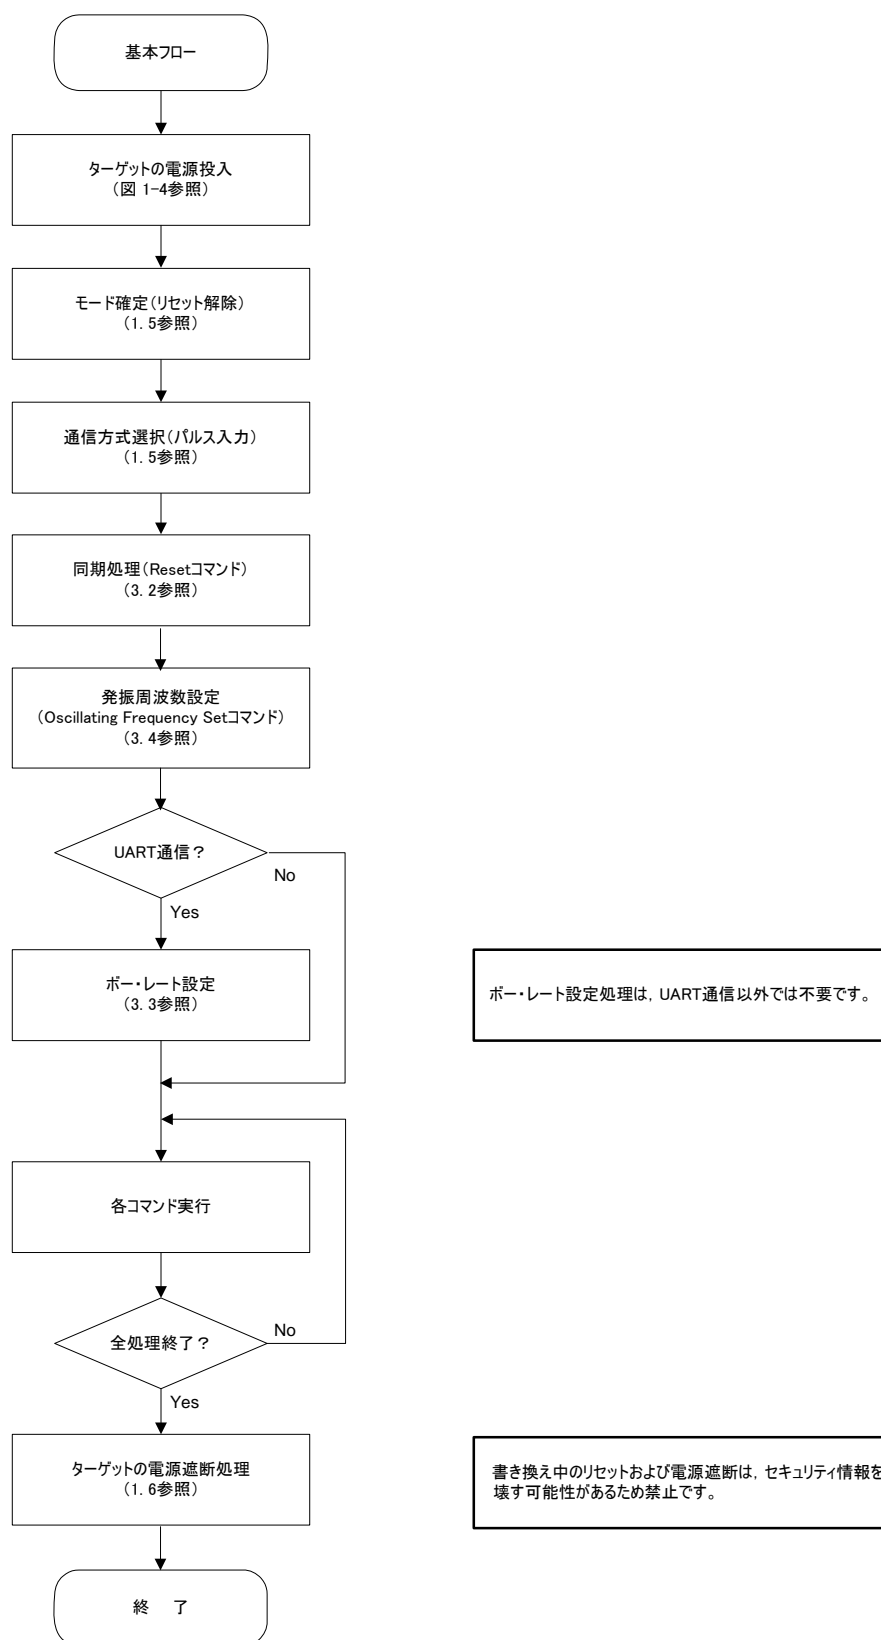 基本フロー
ターゲットの電源投入
（図 1-4参照）
モード確定（リセット解除）
（1. 5参照）
通信方式選択（パルス入力）
（1. 5参照）
同期処理（Resetコマンド）
（3. 2参照）
発振周波数設定
（Oscillating Frequency Setコマンド）
（3. 4参照）
UART通信？
No
Yes
ボー・レート設定
（3. 3参照）
ボー・レート設定処理は，UART通信以外では不要です。
各コマンド実行
全処理終了？
No
Yes
ターゲットの電源遮断処理
（1. 6参照）
書き換え中のリセットおよび電源遮断は，セキュリティ情報を
壊す可能性があるため禁止です。
終 了